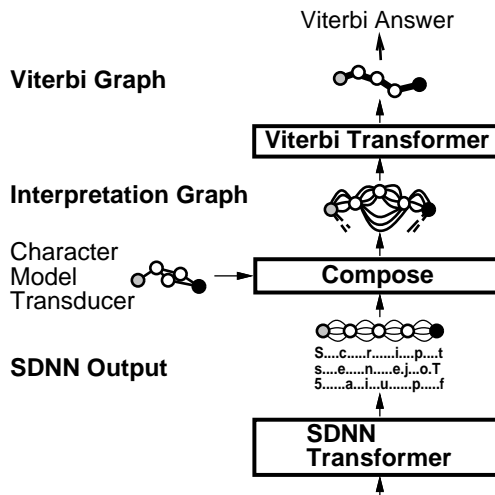 Viterbi Answer
Viterbi Graph
Viterbi Transformer
Interpretation Graph
Character
Model
Transducer
Compose
S....c.....r......i....p....t
s....e.....n.....e.j...o.T
5......a...i...u......p.....f
SDNN Output
SDNN
Transformer